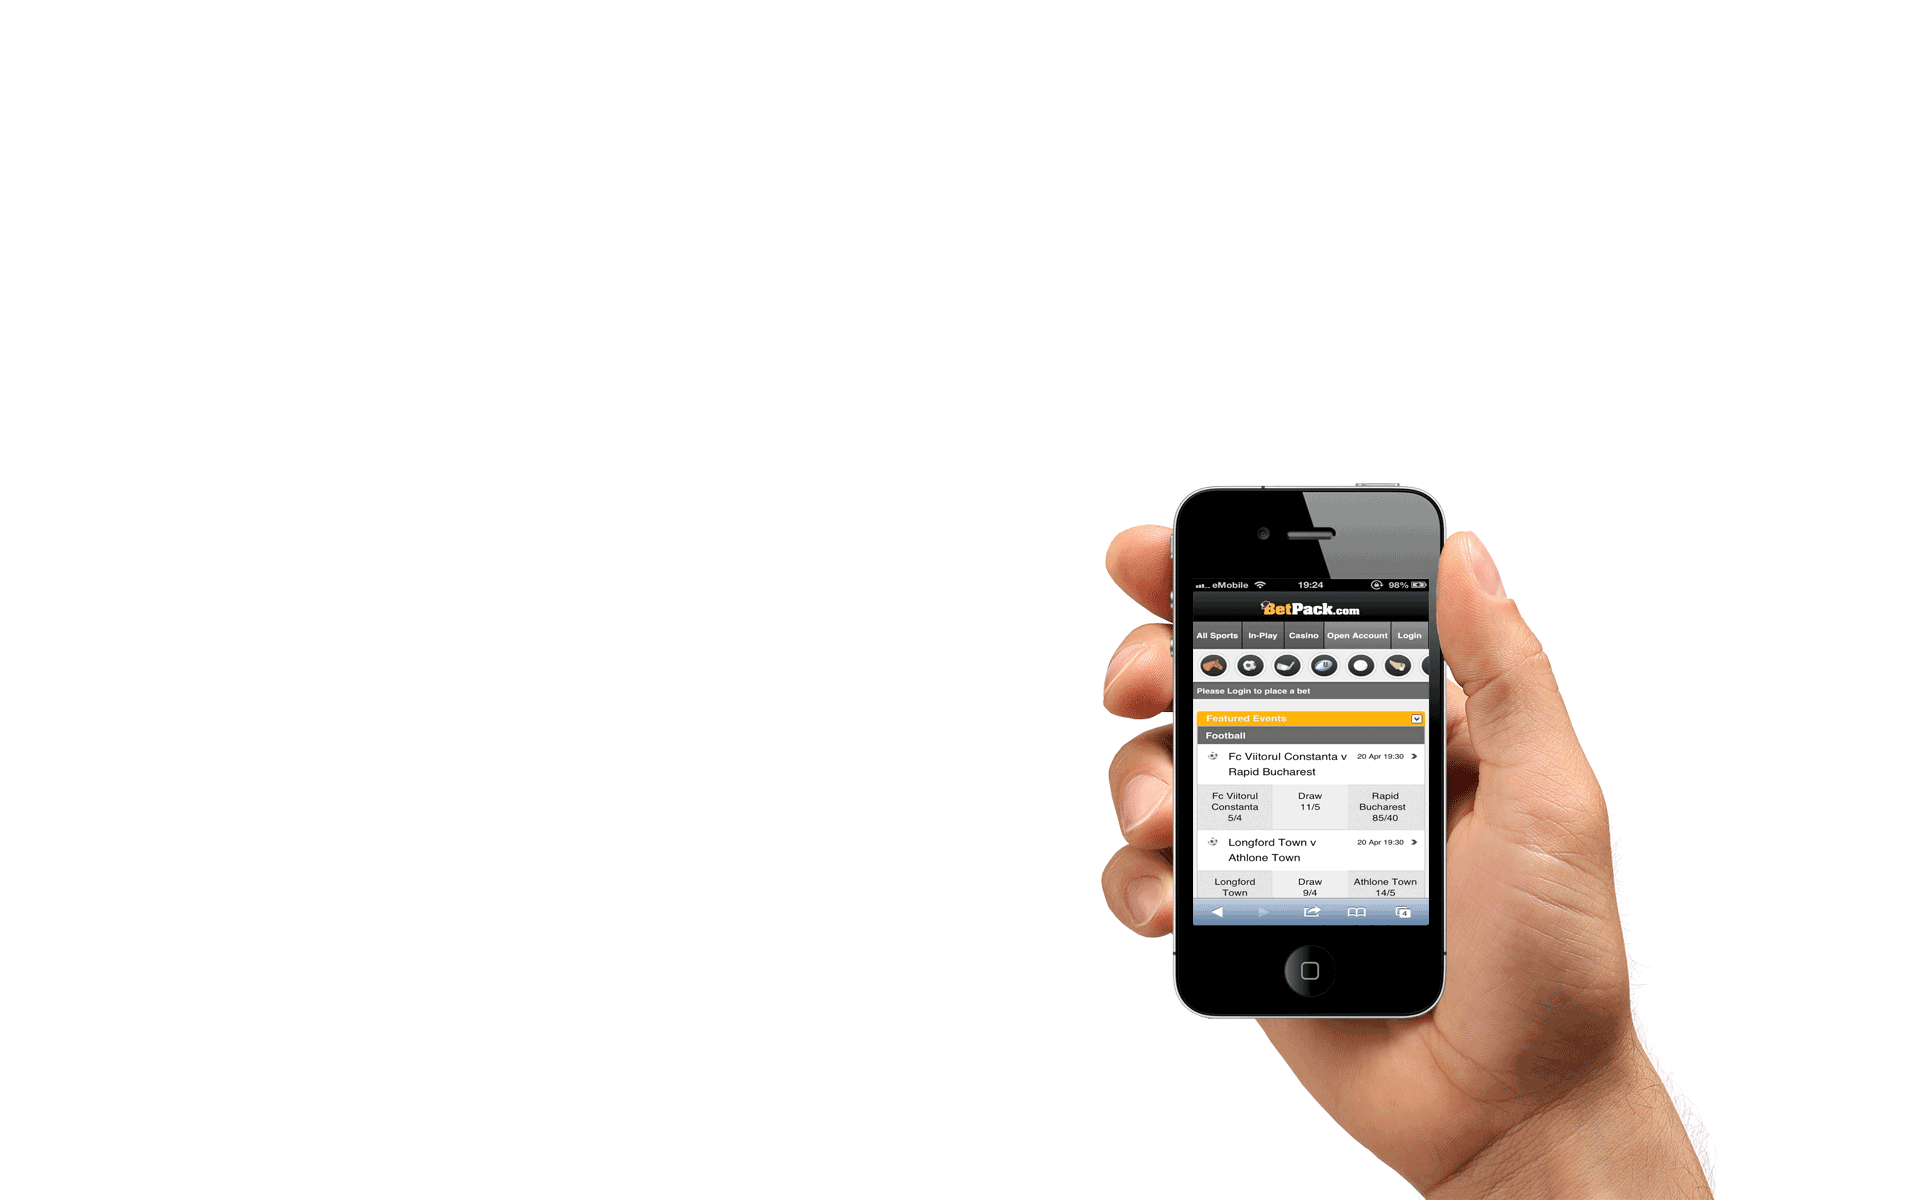 eMobile 19:24 98%
BetPack.com
All Sports In-Play Casino Open Account Login
Please Login to place a bet
Featured Events
Football
Fc Viitorul Constanta v 20 Apr 19:30
Rapid Bucharest
Fc Viitorul Draw Rapid
Constanta 11/5 Bucharest
5/4 85/40
Longford Town v 20 Apr 19:30
Athlone Town
Longford Draw Athlone Town
Town 9/4 14/5
4